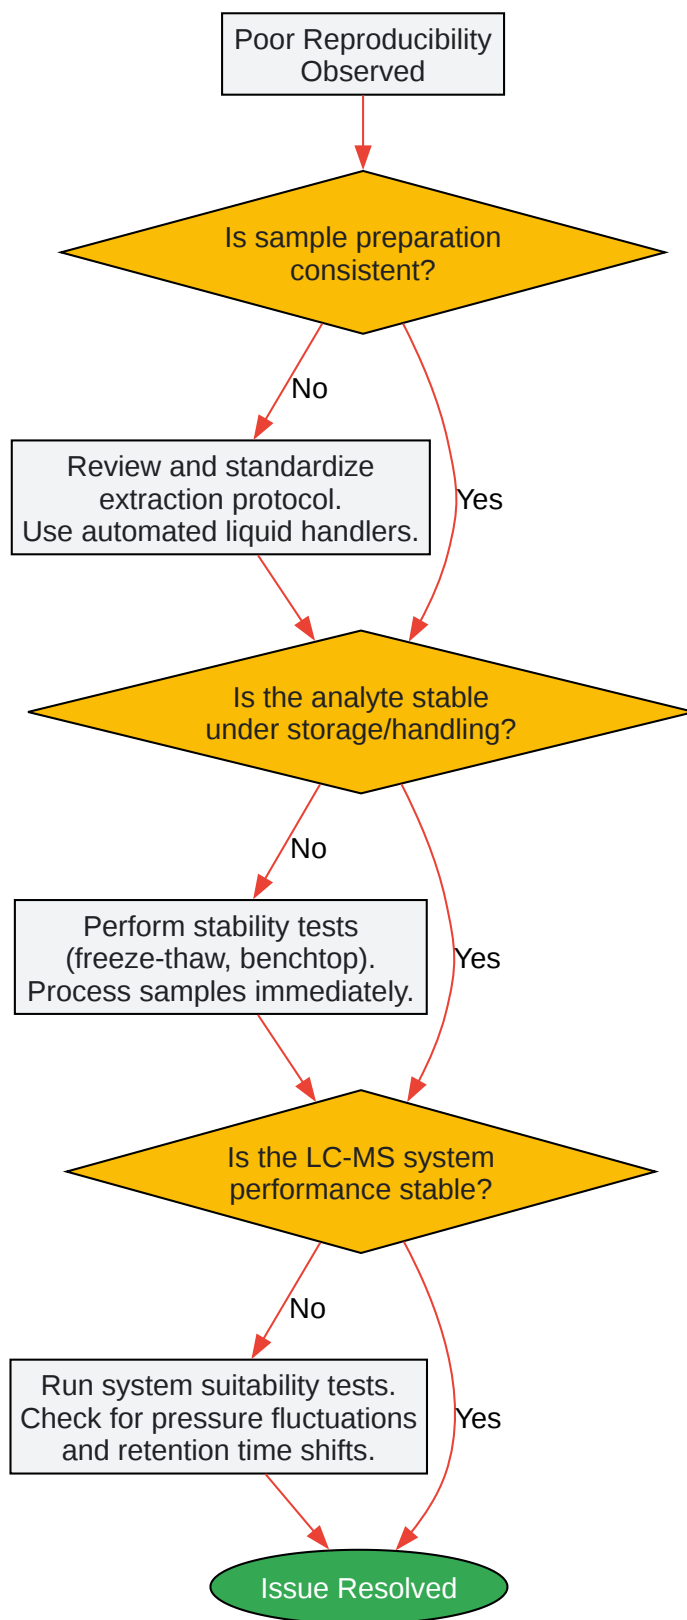 Poor Reproducibility
Observed
Is sample preparation
consistent?
No
Yes
Review and standardize
extraction protocol.
Use automated liquid handlers.
Is the analyte stable
under storage/handling?
No
Yes
Perform stability tests
(freeze-thaw, benchtop).
Process samples immediately.
Is the LC-MS system
performance stable?
No
Yes
Run system suitability tests.
Check for pressure fluctuations
and retention time shifts.
Issue Resolved